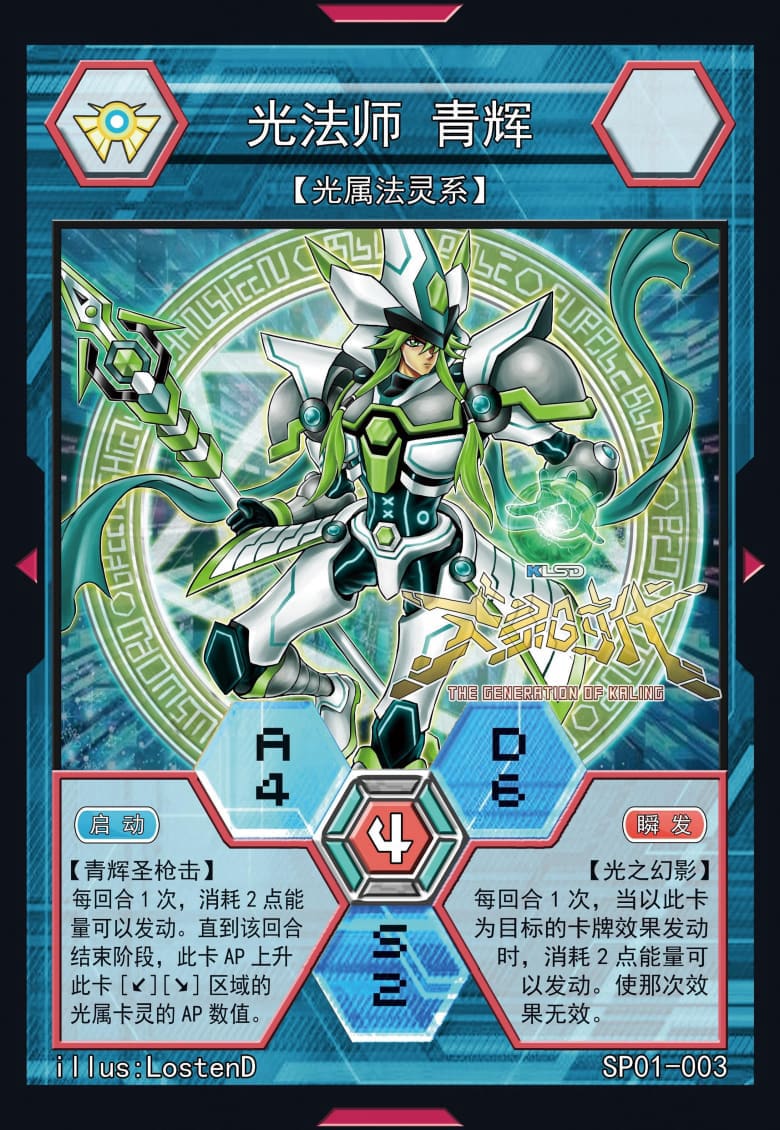 光法师 青辉
【光属法灵系】
KLSD
THE GENERATION OF KALING
A
4
D
6
4
S
2
启动
【青辉圣枪击】
每回合1次，消耗2点能
量可以发动。直到该回合
结束阶段，此卡AP上升
此卡[↙][↘]区域的
光属卡灵的AP数值。
瞬发
【光之幻影】
每回合1次，当以此卡
为目标的卡牌效果发动
时，消耗2点能量可
以发动。使那次效
果无效。
illus:LostenD
SP01-003